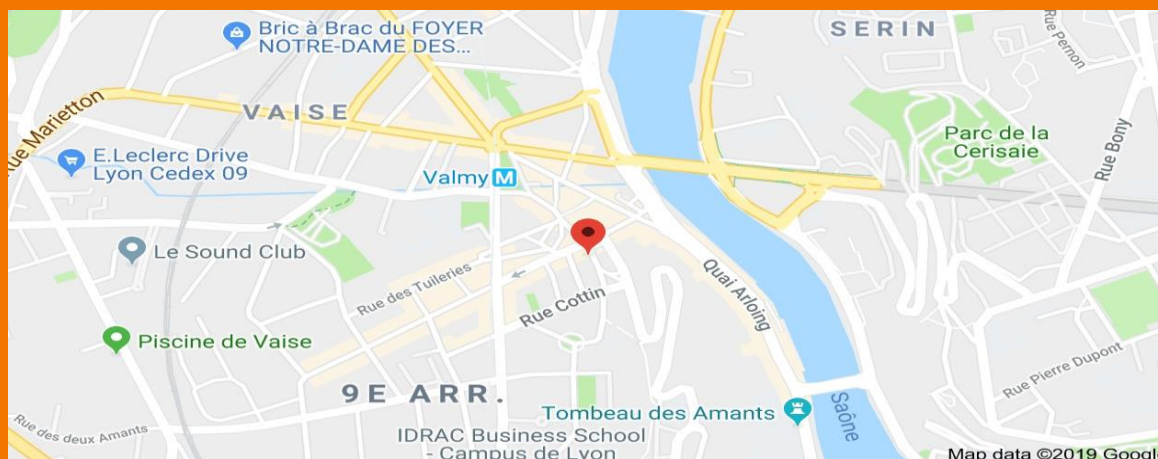 Bric à Brac du FOYER
NOTRE-DAME DES...
SERIN
Rue Pernon
VAISE
Rue Marietton
E.Leclerc Drive
Lyon Cedex 09
Parc de la
Cerisaie
Rue Bony
Valmy M
Le Sound Club
Rue des Tuileries
Quai Arloing
Rue Cottin
Piscine de Vaise
Rue Pierre Dupont
9E ARR.
Tombeau des Amants
Saône
Rue des deux Amants
IDRAC Business School
- Campus de Lyon
Map data ©2019 Google